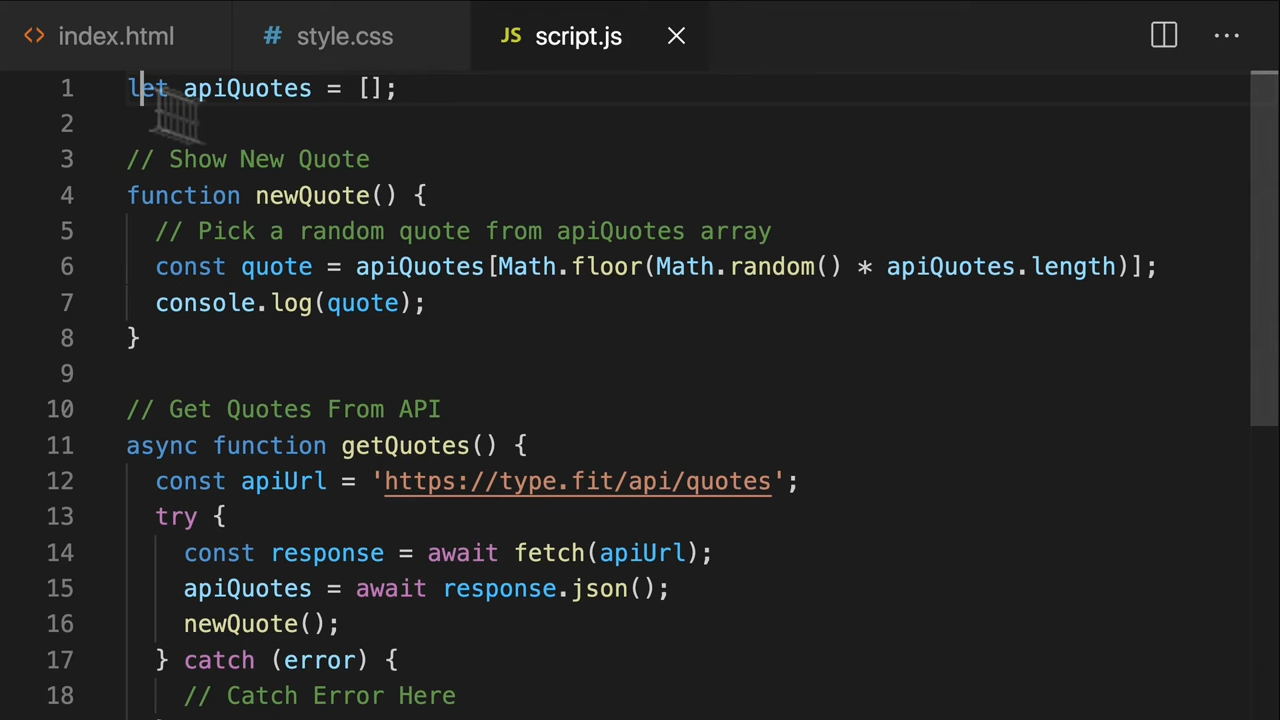 <> index.html # style.css JS script.js
1 let apiQuotes = [];
2
3 // Show New Quote
4 function newQuote() {
5 // Pick a random quote from apiQuotes array
6 const quote = apiQuotes[Math.floor(Math.random() * apiQuotes.length)];
7 console.log(quote);
8 }
9
10 // Get Quotes From API
11 async function getQuotes() {
12 const apiUrl = 'https://type.fit/api/quotes';
13 try {
14 const response = await fetch(apiUrl);
15 apiQuotes = await response.json();
16 newQuote();
17 } catch (error) {
18 // Catch Error Here